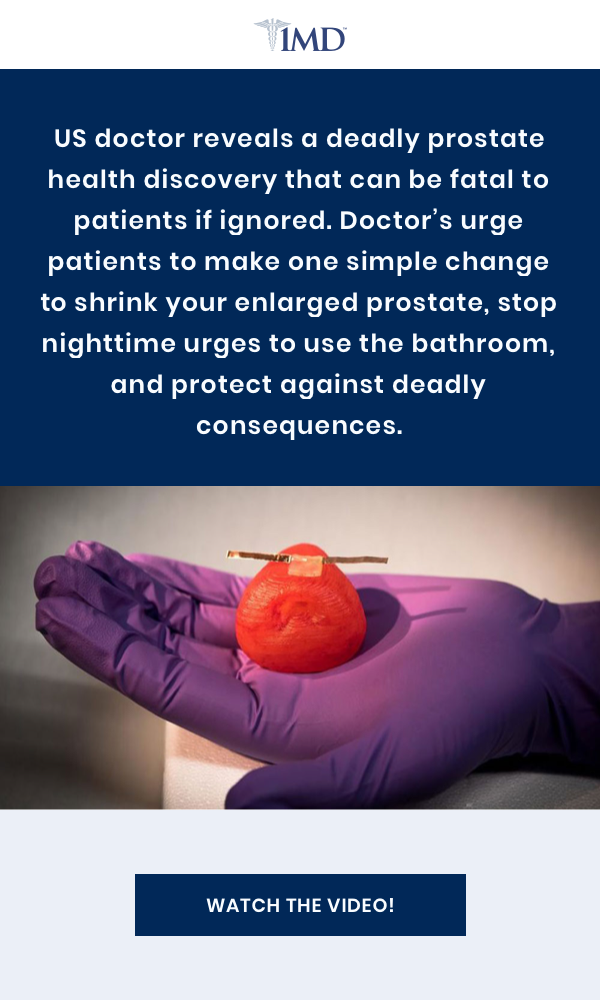 1MD™
US doctor reveals a deadly prostate
health discovery that can be fatal to
patients if ignored. Doctor’s urge
patients to make one simple change
to shrink your enlarged prostate, stop
nighttime urges to use the bathroom,
and protect against deadly
consequences.
WATCH THE VIDEO!